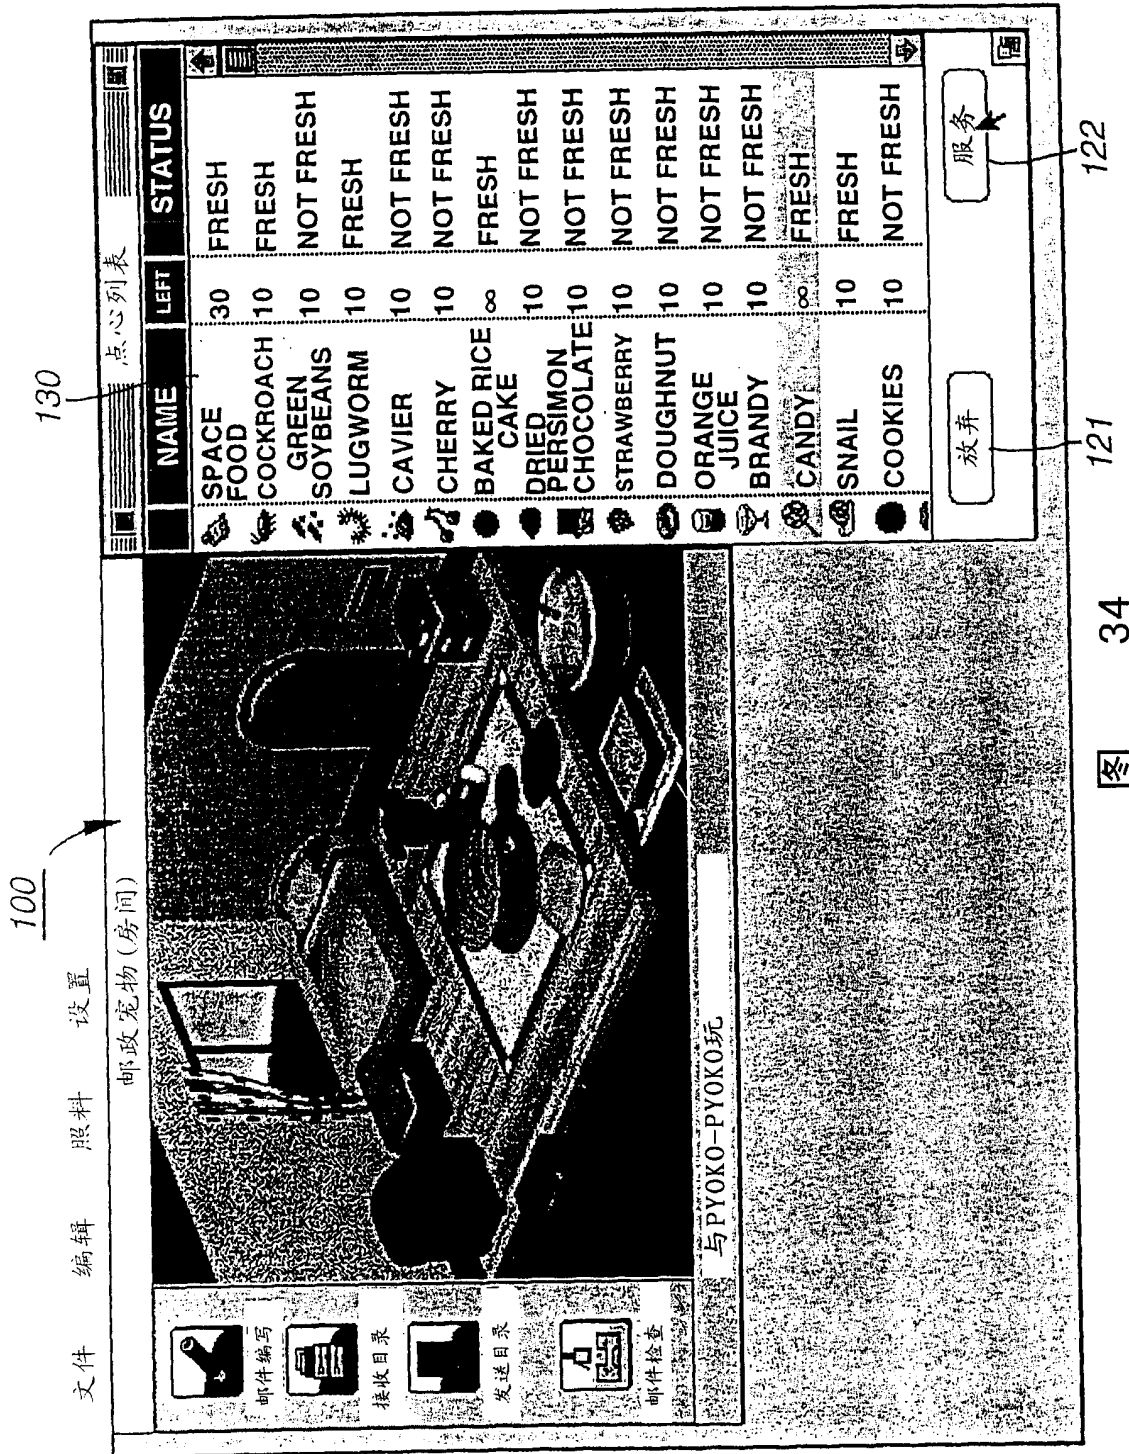 100
文件 编辑 照料 设置
邮政宠物(房间)
邮件编写
接收目录
发送目录
邮件检查
与PYOKO-PYOKO玩
130
点心列表
NAME LEFT STATUS
SPACE FOOD 30 FRESH
COCKROACH 10 FRESH
GREEN SOYBEANS 10 NOT FRESH
LUGWORM 10 FRESH
CAVIER 10 NOT FRESH
CHERRY 10 NOT FRESH
BAKED RICE CAKE ∞ FRESH
DRIED PERSIMON 10 NOT FRESH
CHOCOLATE 10 NOT FRESH
STRAWBERRY 10 NOT FRESH
DOUGHNUT 10 NOT FRESH
ORANGE JUICE 10 NOT FRESH
BRANDY 10 NOT FRESH
CANDY ∞ FRESH
SNAIL 10 FRESH
COOKIES 10 NOT FRESH
放弃 服务
121 122
图 34